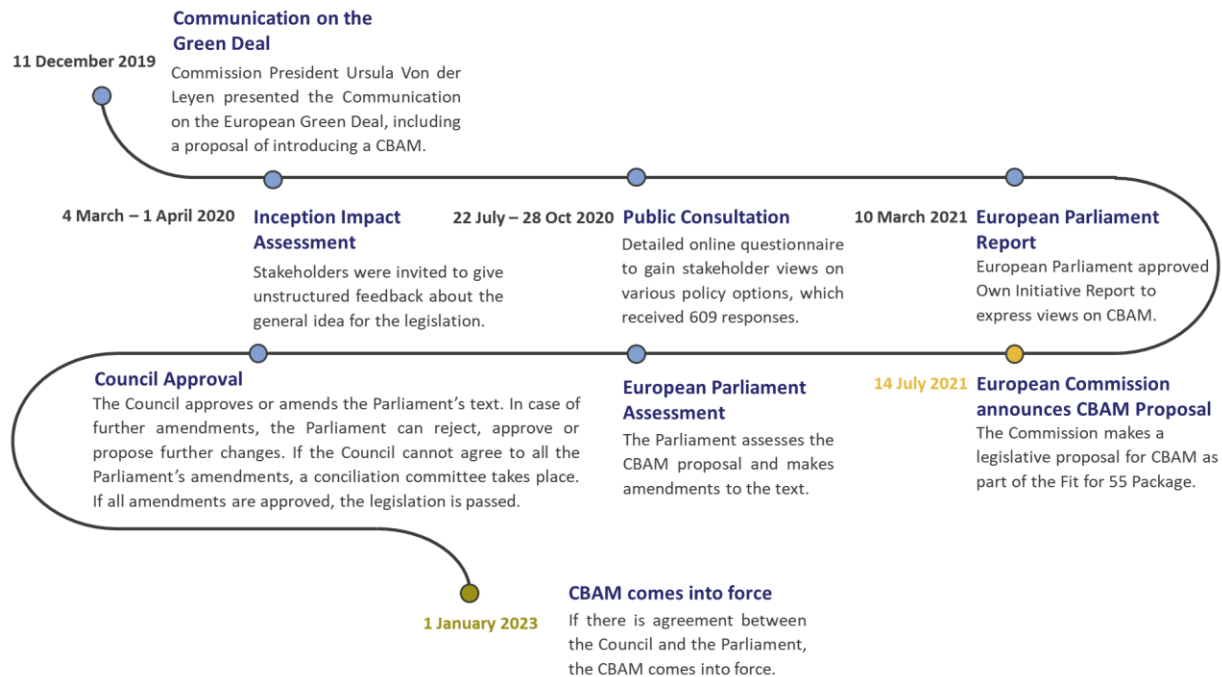 Communication on the
Green Deal
11 December 2019
Commission President Ursula Von der
Leyen presented the Communication
on the European Green Deal, including
a proposal of introducing a CBAM.
4 March – 1 April 2020
Inception Impact
Assessment
Stakeholders were invited to give
unstructured feedback about the
general idea for the legislation.
22 July – 28 Oct 2020
Public Consultation
Detailed online questionnaire
to gain stakeholder views on
various policy options, which
received 609 responses.
10 March 2021
European Parliament
Report
European Parliament approved
Own Initiative Report to
express views on CBAM.
14 July 2021
European Commission
announces CBAM Proposal
The Commission makes a
legislative proposal for CBAM as
part of the Fit for 55 Package.
European Parliament
Assessment
The Parliament assesses the
CBAM proposal and makes
amendments to the text.
Council Approval
The Council approves or amends the Parliament’s text. In case of
further amendments, the Parliament can reject, approve or
propose further changes. If the Council cannot agree to all the
Parliament’s amendments, a conciliation committee takes place.
If all amendments are approved, the legislation is passed.
1 January 2023
CBAM comes into force
If there is agreement between
the Council and the Parliament,
the CBAM comes into force.